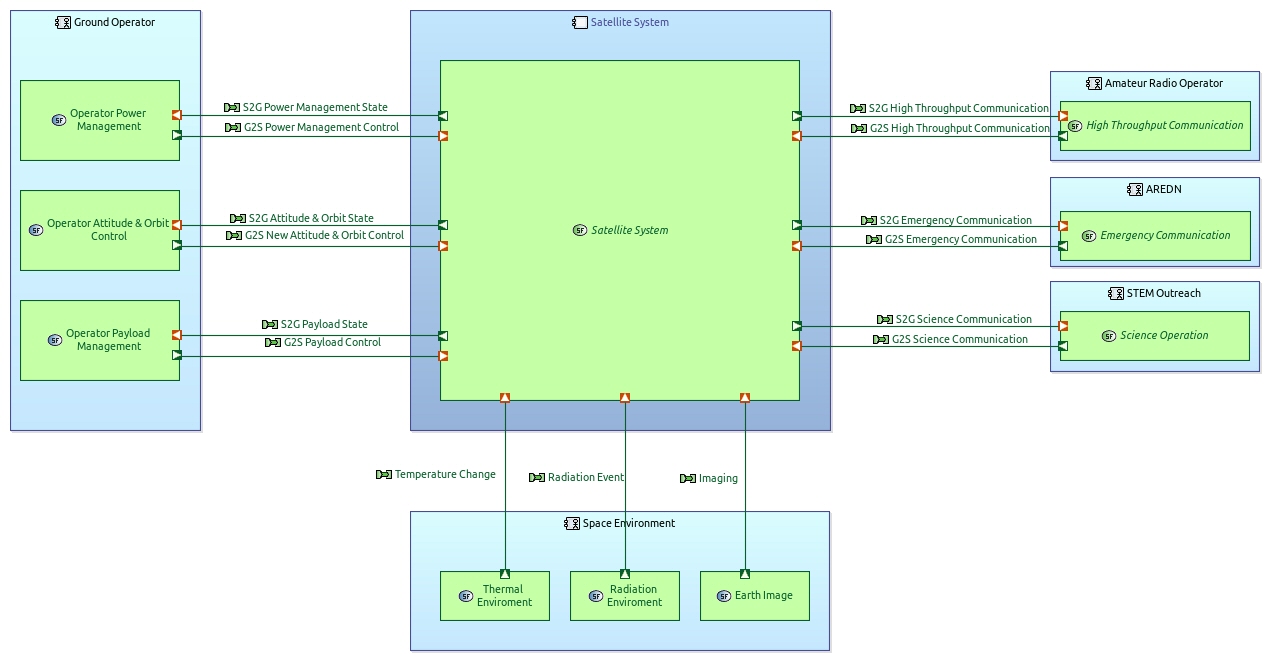 Ground Operator
SF
Operator Power
Management
SF
Operator Attitude & Orbit
Control
SF
Operator Payload
Management
S2G Power Management State
G2S Power Management Control
S2G Attitude & Orbit State
G2S New Attitude & Orbit Control
S2G Payload State
G2S Payload Control
Satellite System
SF
Satellite System
S2G High Throughput Communication
G2S High Throughput Communication
S2G Emergency Communication
G2S Emergency Communication
S2G Science Communication
G2S Science Communication
Amateur Radio Operator
SF
High Throughput Communication
AREDN
SF
Emergency Communication
STEM Outreach
SF
Science Operation
Temperature Change
Radiation Event
Imaging
Space Environment
SF
Thermal
Enviroment
SF
Radiation
Enviroment
SF
Earth Image